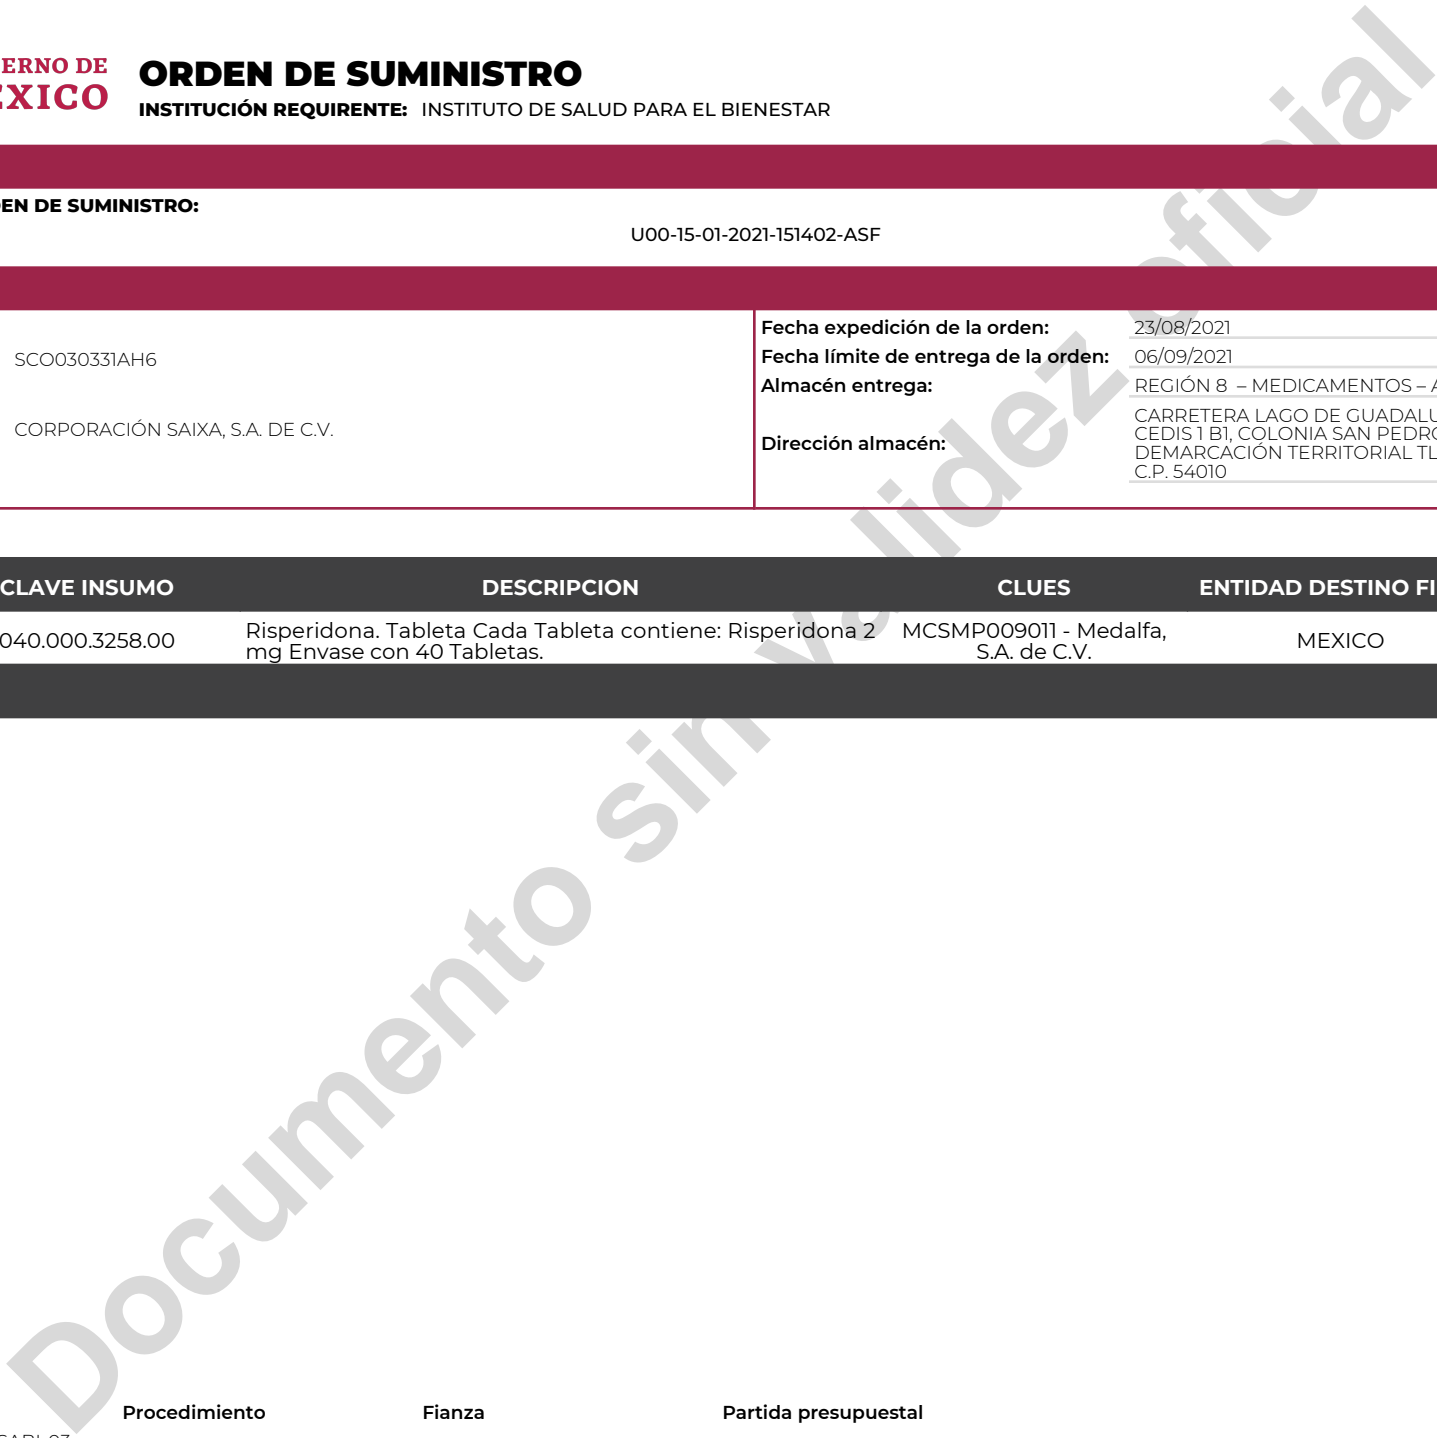 ERNO DE
ÉXICO
ORDEN DE SUMINISTRO
INSTITUCIÓN REQUIRENTE: INSTITUTO DE SALUD PARA EL BIENESTAR
EN DE SUMINISTRO:
U00-15-01-2021-151402-ASF
SCO030331AH6
CORPORACIÓN SAIXA, S.A. DE C.V.
Fecha expedición de la orden: 23/08/2021
Fecha límite de entrega de la orden: 06/09/2021
Almacén entrega: REGIÓN 8 – MEDICAMENTOS – A
Dirección almacén:
CARRETERA LAGO DE GUADALU
CEDIS 1 B1, COLONIA SAN PEDRO
DEMARCACIÓN TERRITORIAL TL
C.P. 54010
CLAVE INSUMO DESCRIPCION CLUES ENTIDAD DESTINO FI
040.000.3258.00
Risperidona. Tableta Cada Tableta contiene: Risperidona 2
mg Envase con 40 Tabletas.
MCSMP009011 - Medalfa,
S.A. de C.V.
MEXICO
Documento sin validez oficial
Procedimiento Fianza Partida presupuestal